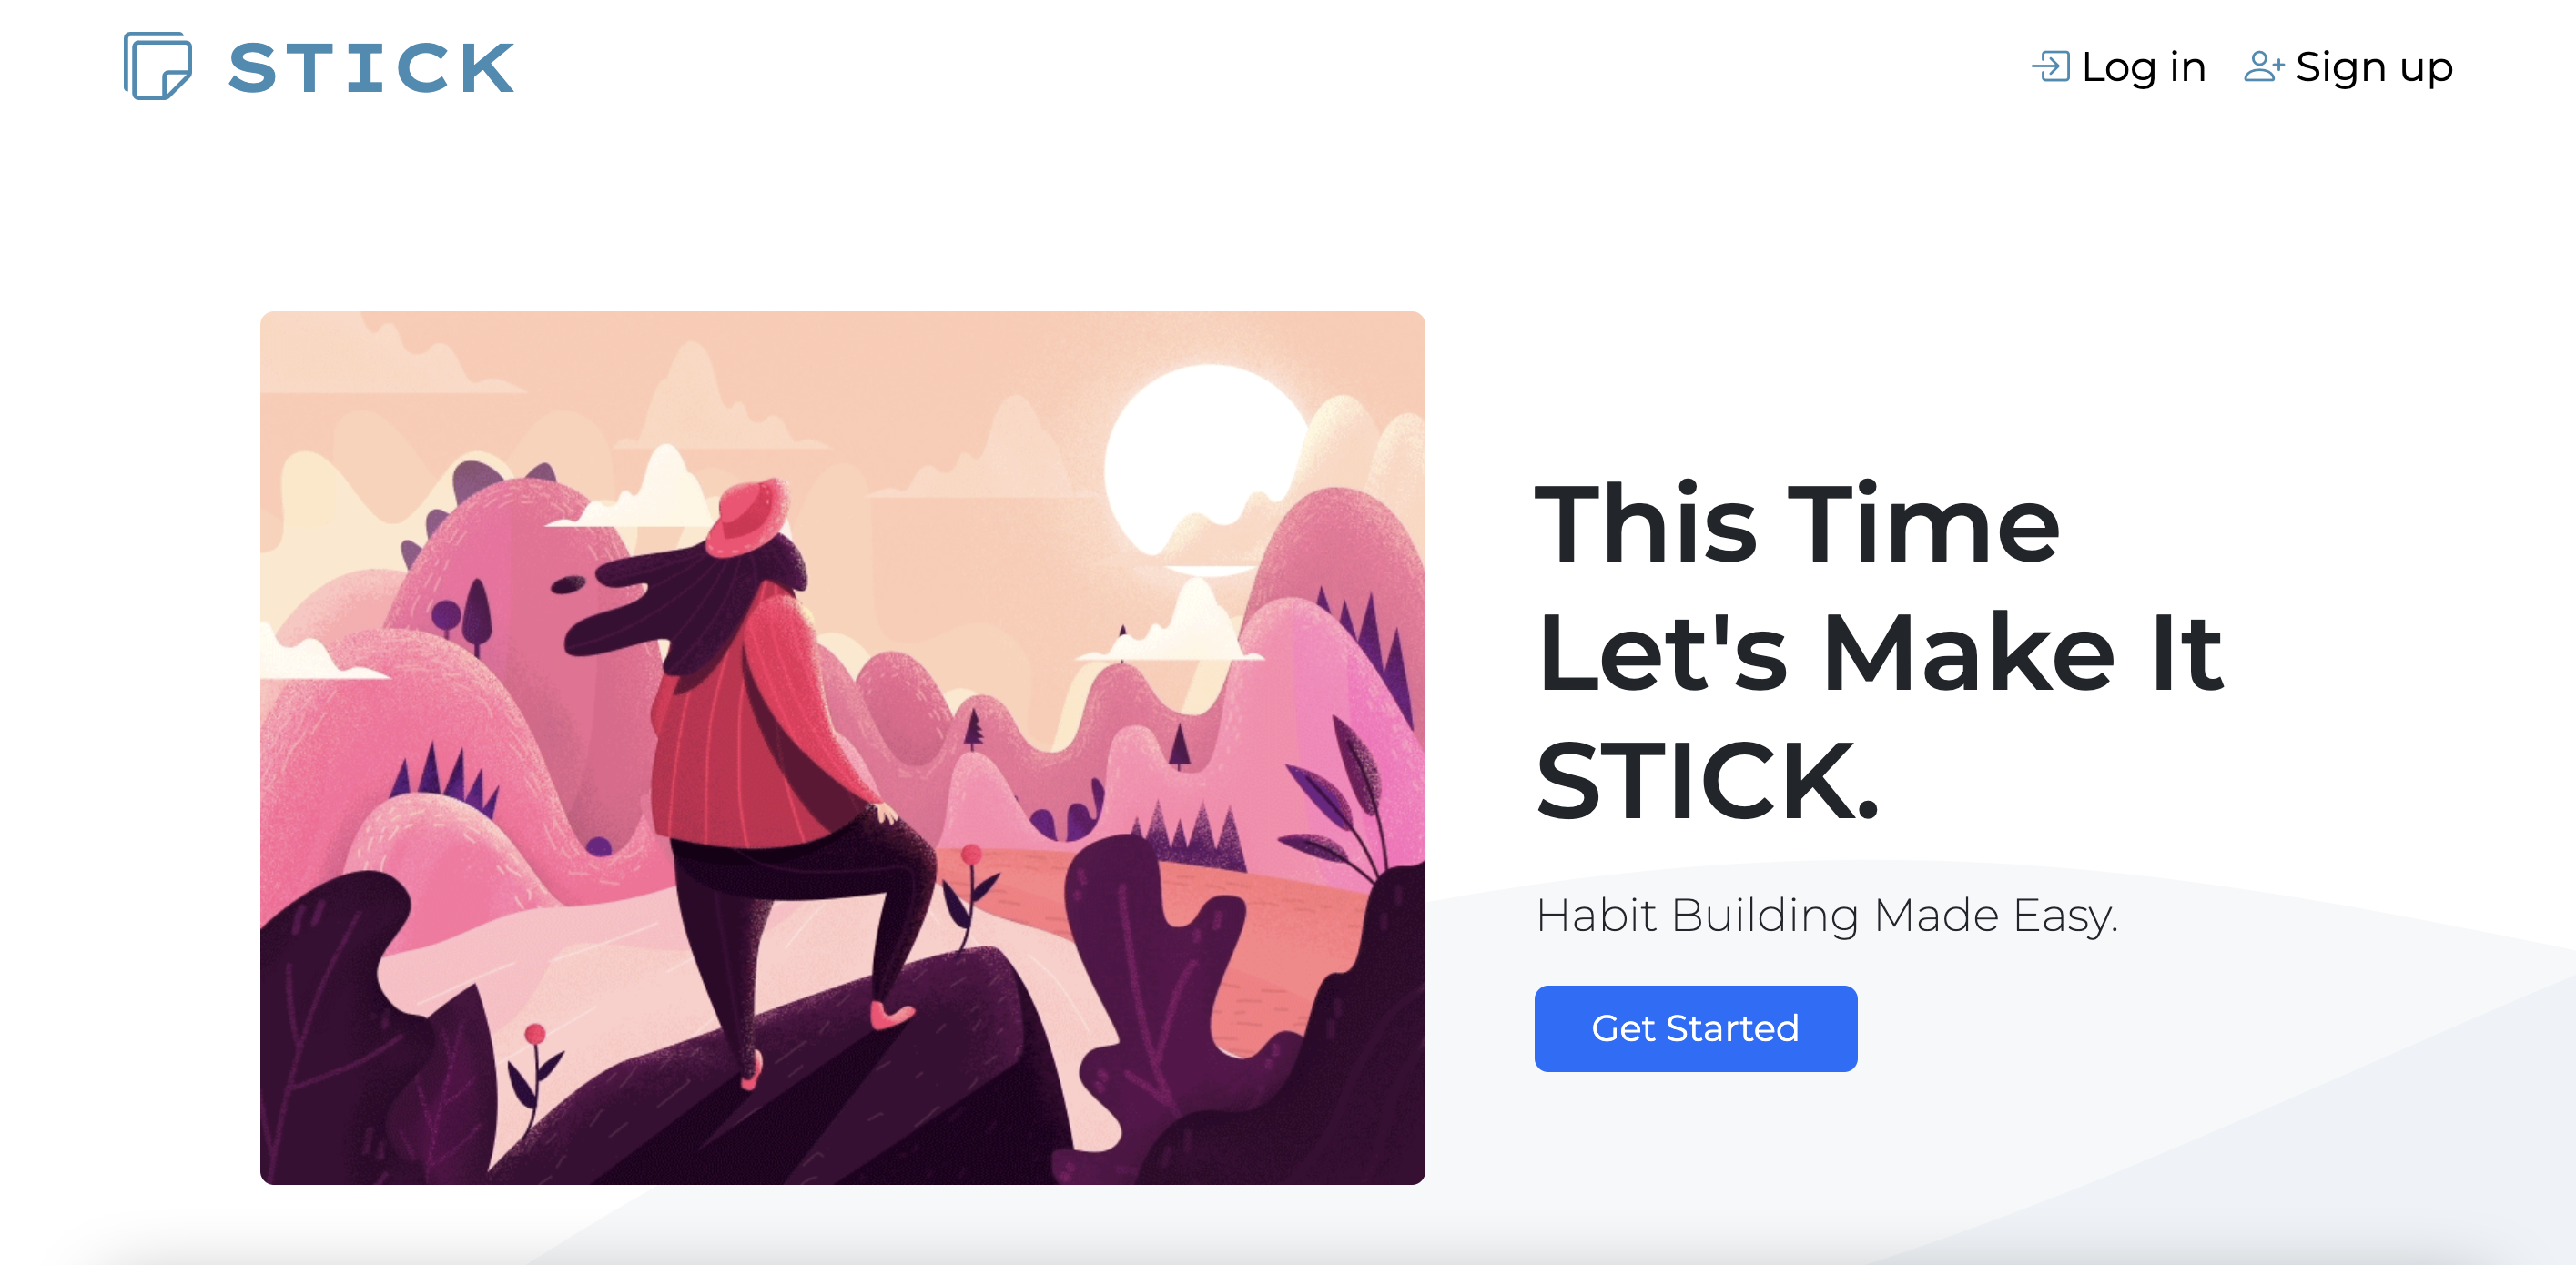 STICK
Log in
Sign up
This Time
Let's Make It
STICK.
Habit Building Made Easy.
Get Started